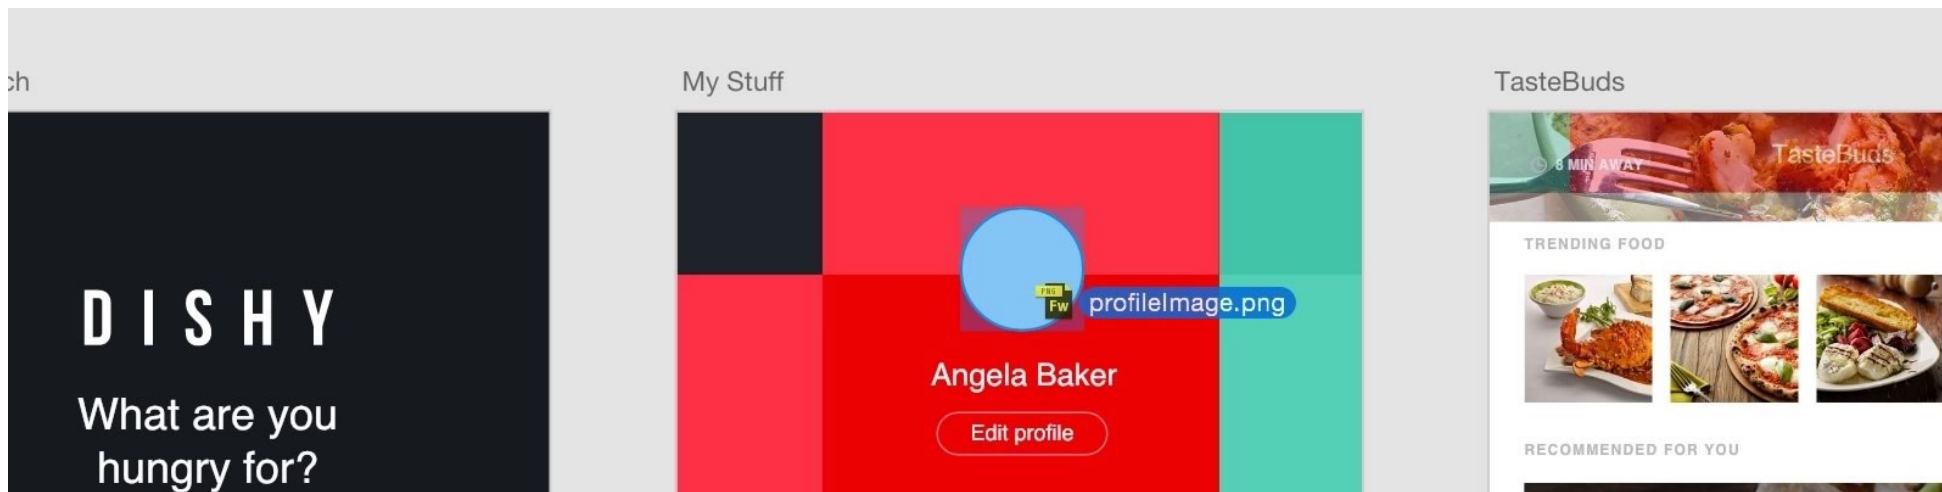 ch
My Stuff
TasteBuds
DISHY
What are you
hungry for?
PNG
Fw
profileImage.png
Angela Baker
Edit profile
8 MIN AWAY
TasteBuds
TRENDING FOOD
RECOMMENDED FOR YOU